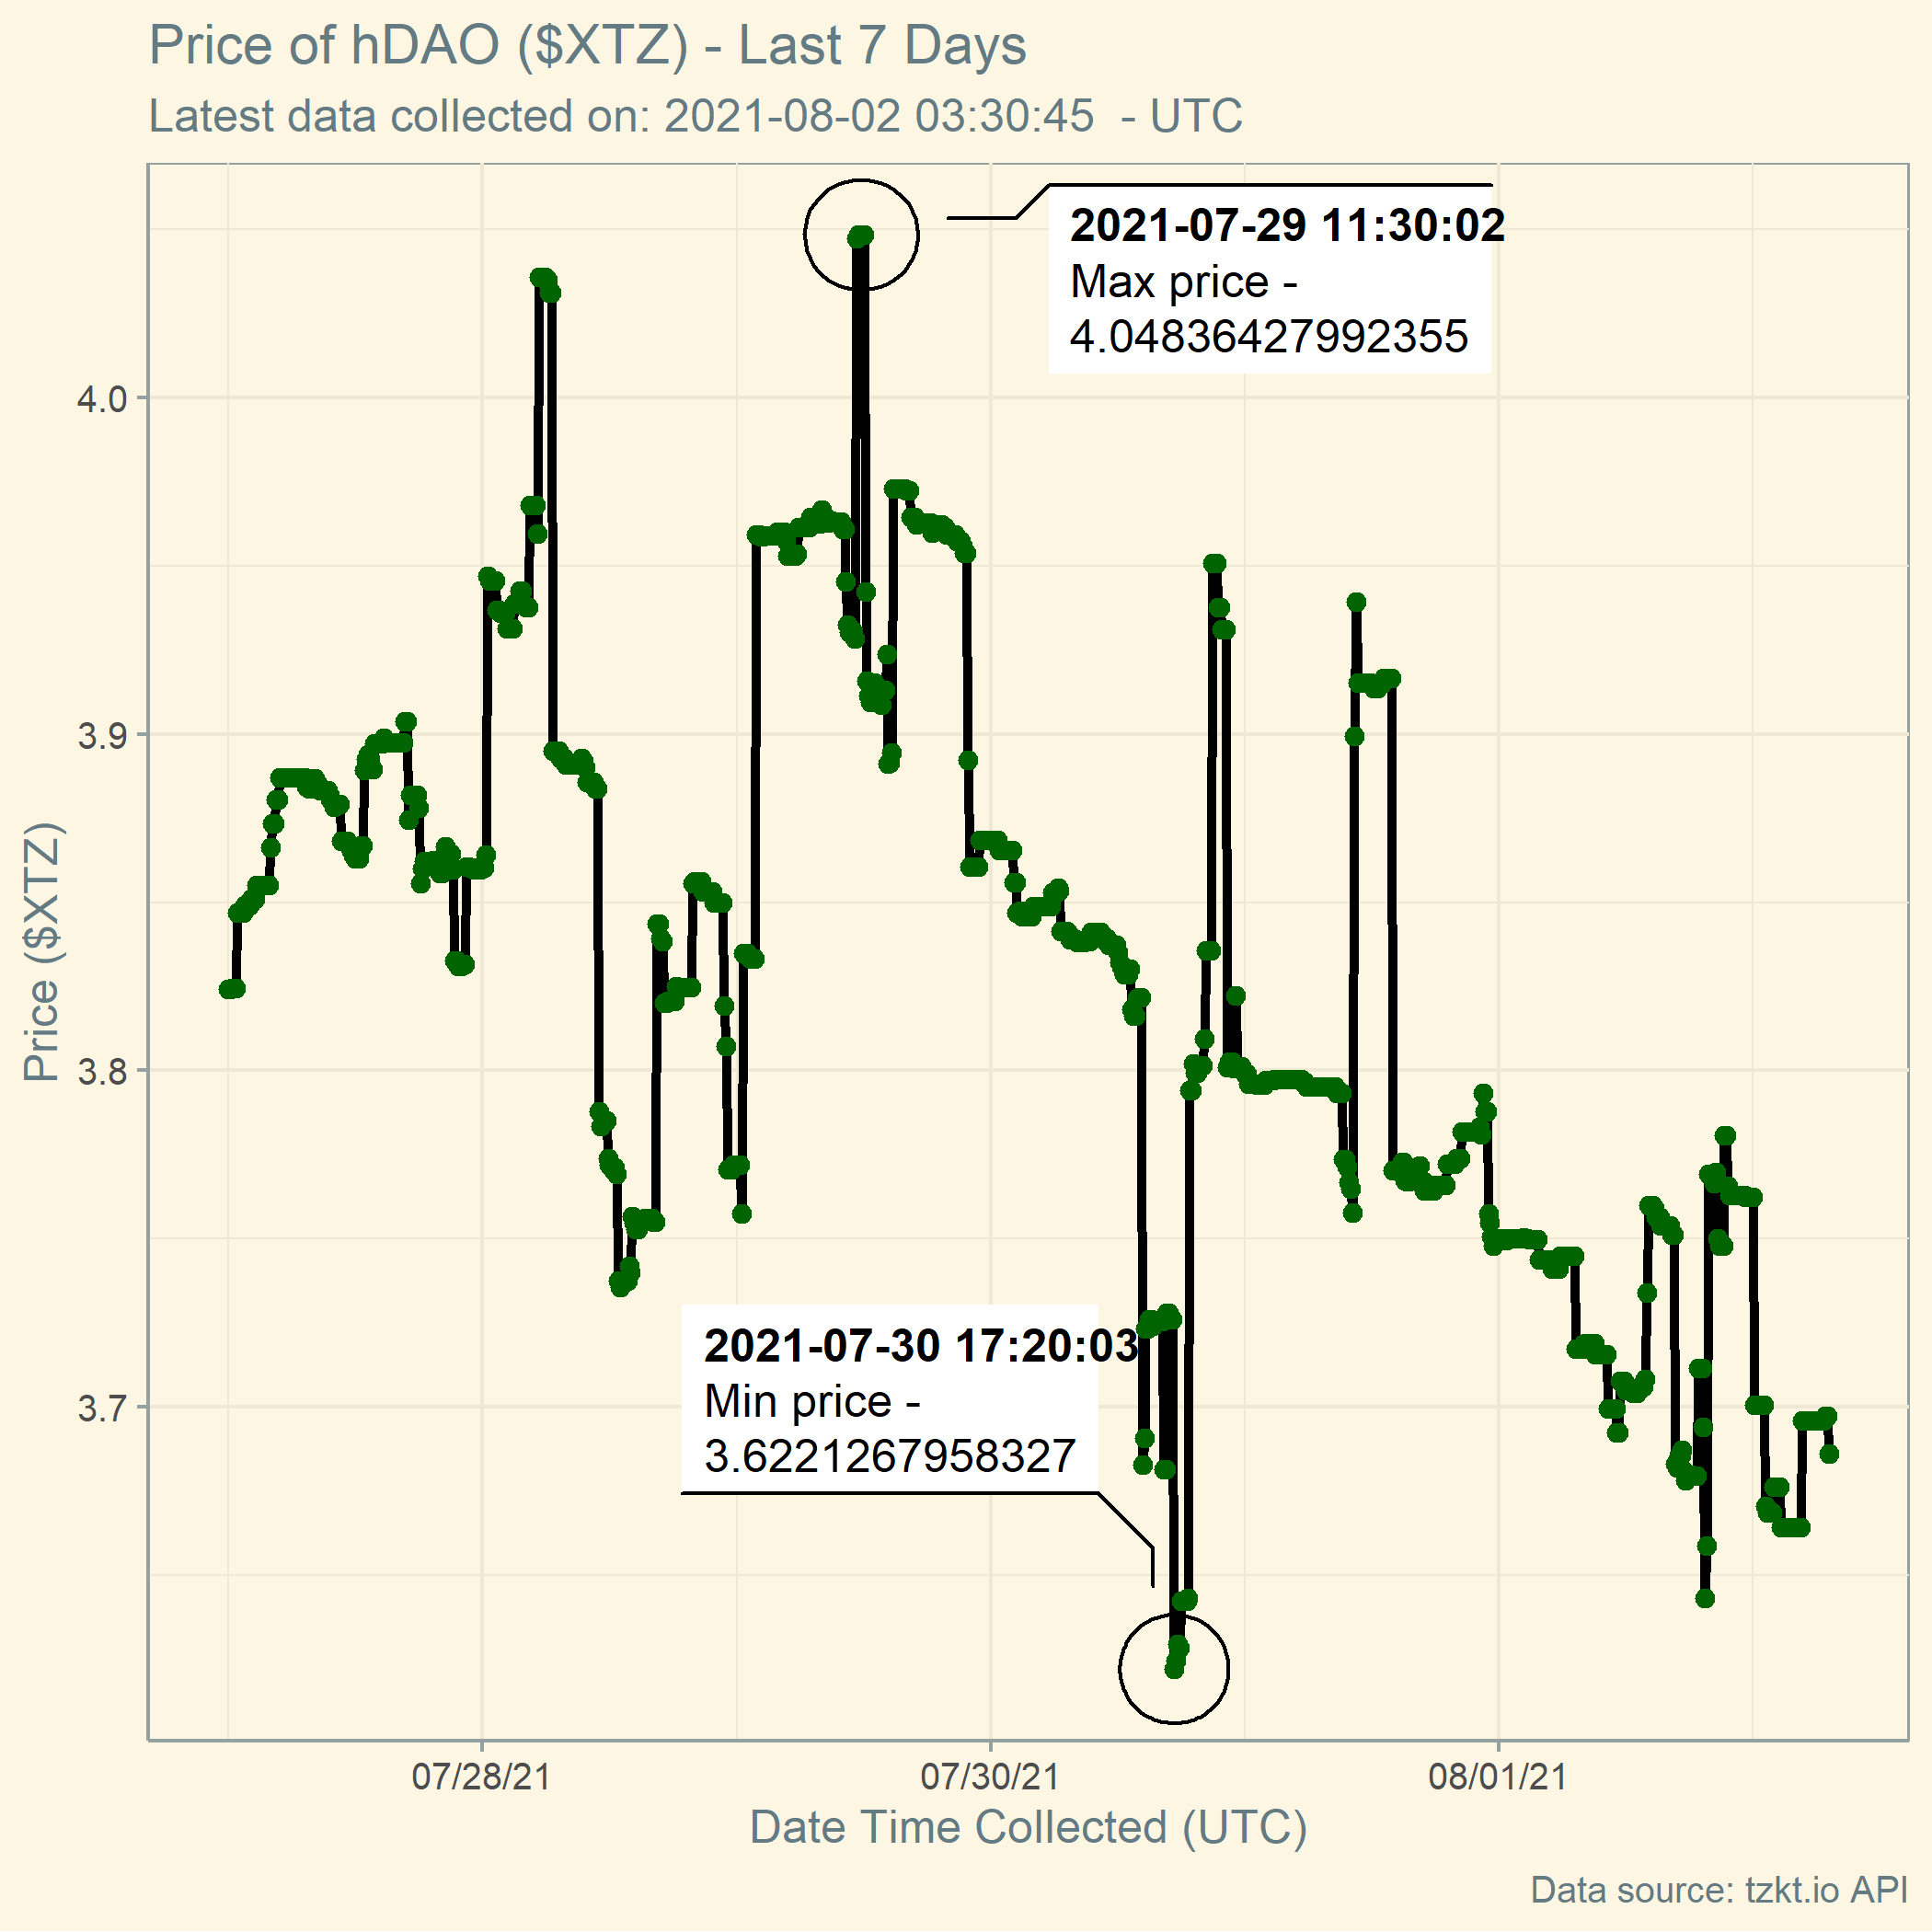 Price of hDAO ($XTZ) - Last 7 Days
Latest data collected on: 2021-08-02 03:30:45  - UTC
2021-07-29 11:30:02
Max price -
4.04836427992355
4.0
3.9
3.8
3.7
Price ($XTZ)
2021-07-30 17:20:03
Min price -
3.6221267958327
07/28/21
07/30/21
08/01/21
Date Time Collected (UTC)
Data source: tzkt.io API